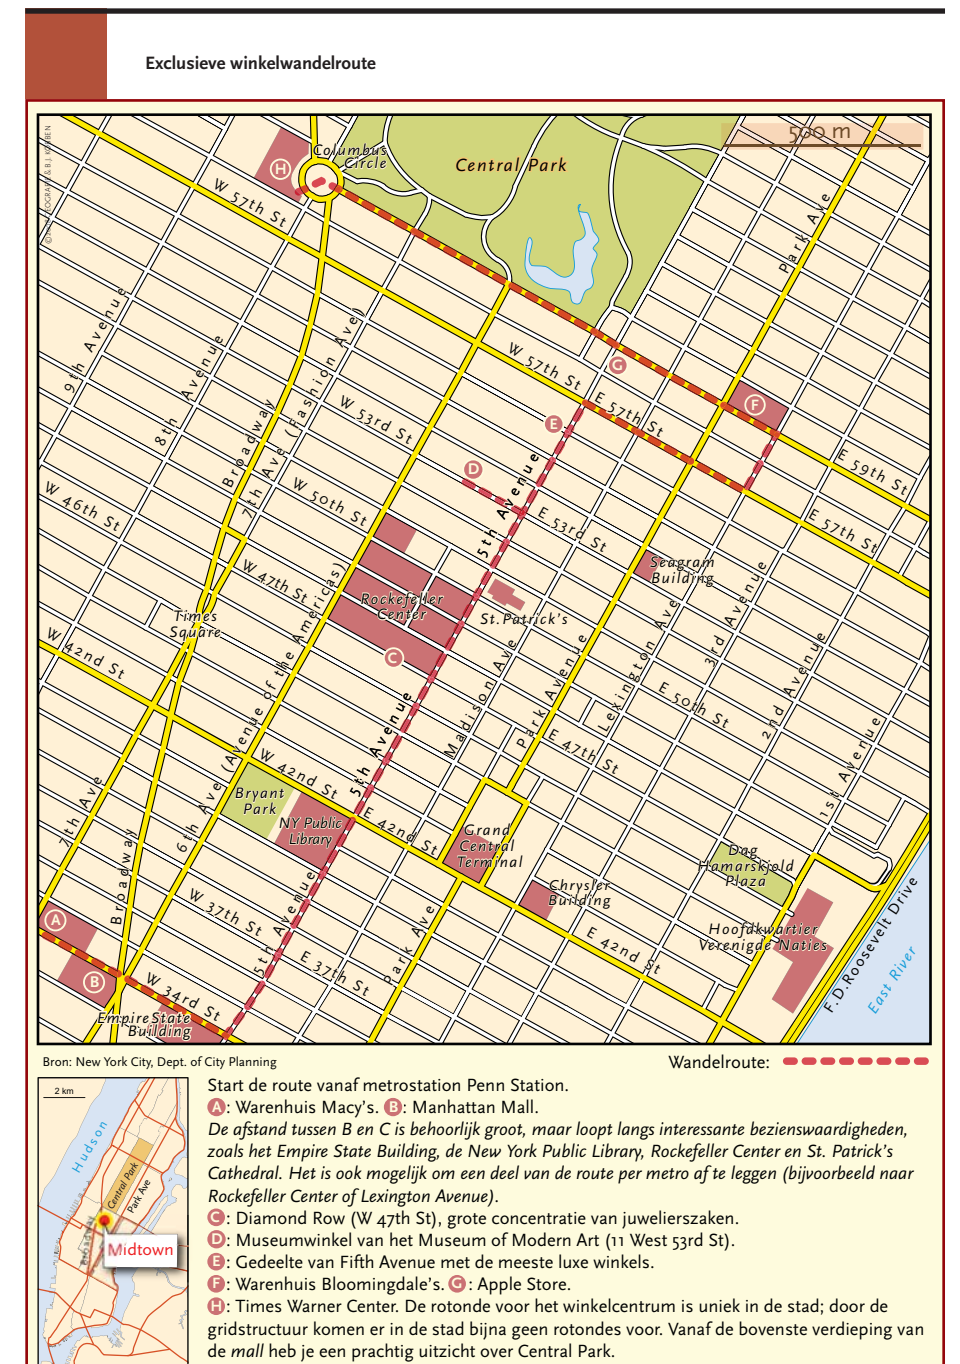 Exclusieve winkelwandelroute
500 m
Columbus
Circle
Central Park
H
W 57th St
Park Ave
9th Avenue
8th Avenue
Broadway
7th Ave (Fashion Ave)
W 53rd St
W 57th St
G
E 57th St
F
E
E 59th St
D
W 46th St
W 50th St
5th Avenue
E 53rd St
E 57th St
W 47th St
Seagram
Building
Rockefeller
Center
St.Patrick's
Times
Square
C
W 42nd St
6th Ave (Avenue of the Americas)
Madison Ave
Park Avenue
Lexington Ave
3rd Avenue
2nd Avenue
1st Avenue
E 50th St
E 47th St
5th Avenue
W 42nd St
Bryant
Park
NY Public
Library
E 42nd St
Grand
Central
Terminal
7th Ave
Broadway
Dag
Hamarskjold
Plaza
Chrysler
Building
Hoofdkwartier
Verenigde Naties
A
W 37th St
5th Avenue
E 37th St
Park Ave
E 42nd St
F.D.Roosevelt Drive
East River
B
W 34rd St
Empire State
Building
Bron: New York City, Dept. of City Planning
Wandelroute:
2 km
Hudson
Central Park
Park Ave
Broadway
Midtown
Start de route vanaf metrostation Penn Station.
A: Warenhuis Macy's. B: Manhattan Mall.
De afstand tussen B en C is behoorlijk groot, maar loopt langs interessante bezienswaardigheden,
zoals het Empire State Building, de New York Public Library, Rockefeller Center en St. Patrick's
Cathedral. Het is ook mogelijk om een deel van de route per metro af te leggen (bijvoorbeeld naar
Rockefeller Center of Lexington Avenue).
C: Diamond Row (W 47th St), grote concentratie van juwelierszaken.
D: Museumwinkel van het Museum of Modern Art (11 West 53rd St).
E: Gedeelte van Fifth Avenue met de meeste luxe winkels.
F: Warenhuis Bloomingdale's. G: Apple Store.
H: Times Warner Center. De rotonde voor het winkelcentrum is uniek in de stad; door de
gridstructuur komen er in de stad bijna geen rotondes voor. Vanaf de bovenste verdieping van
de mall heb je een prachtig uitzicht over Central Park.